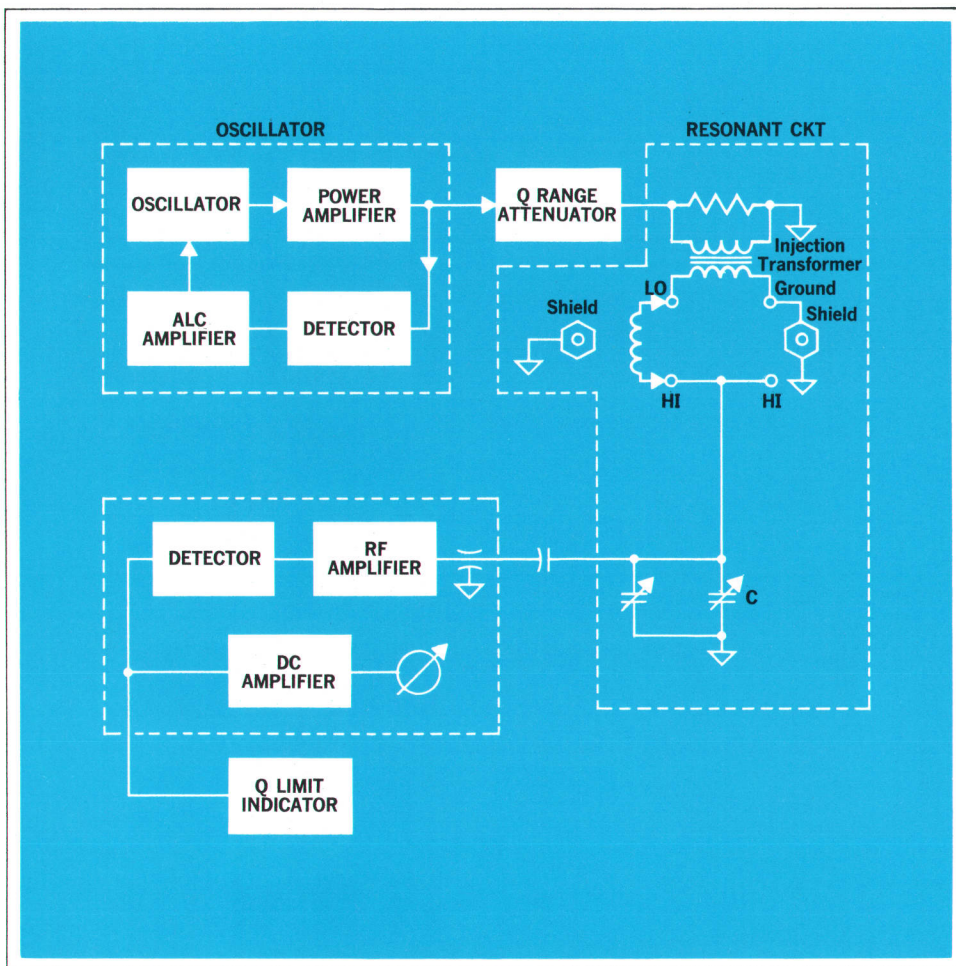 OSCILLATOR
RESONANT CKT
OSCILLATOR
POWER
AMPLIFIER
Q RANGE
ATTENUATOR
Injection
Transformer
LO
Ground
Shield
Shield
ALC
AMPLIFIER
DETECTOR
HI
HI
DETECTOR
RF
AMPLIFIER
C
DC
AMPLIFIER
Q LIMIT
INDICATOR